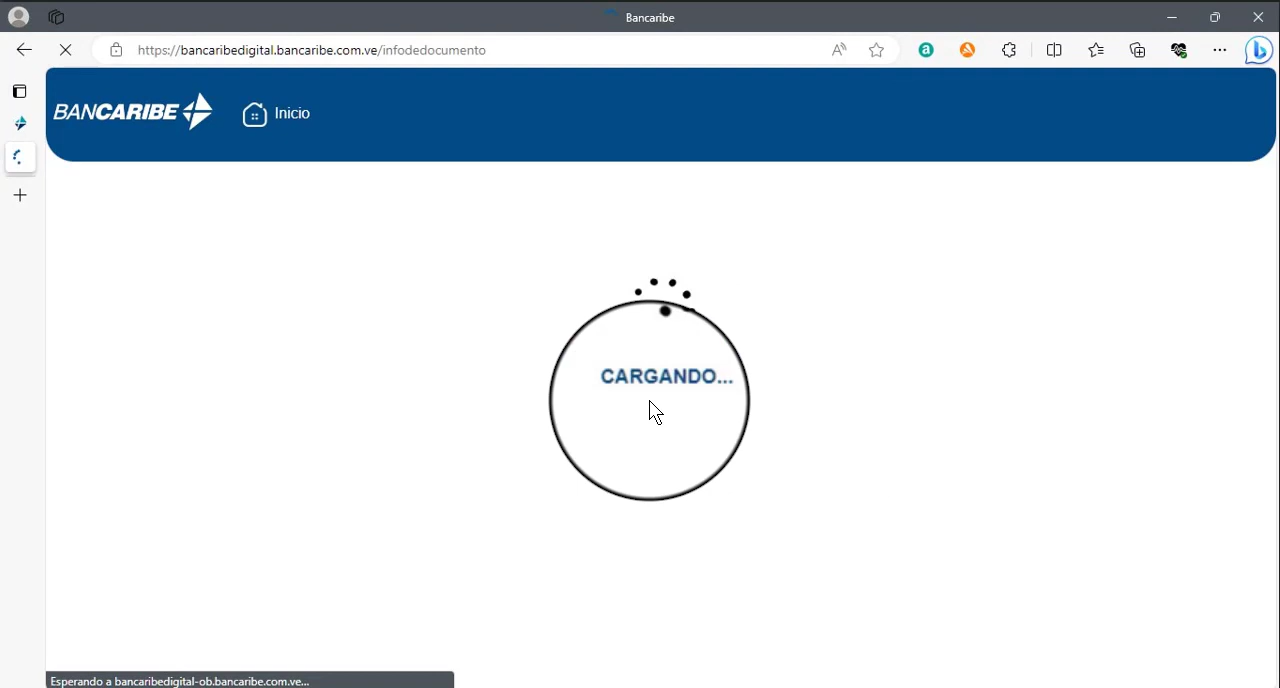 Bancaribe
https://bancaribedigital.bancaribe.com.ve/infodedocumento
BANCARIBE
Inicio
CARGANDO...
Esperando a bancaribedigital-ob.bancaribe.com.ve...